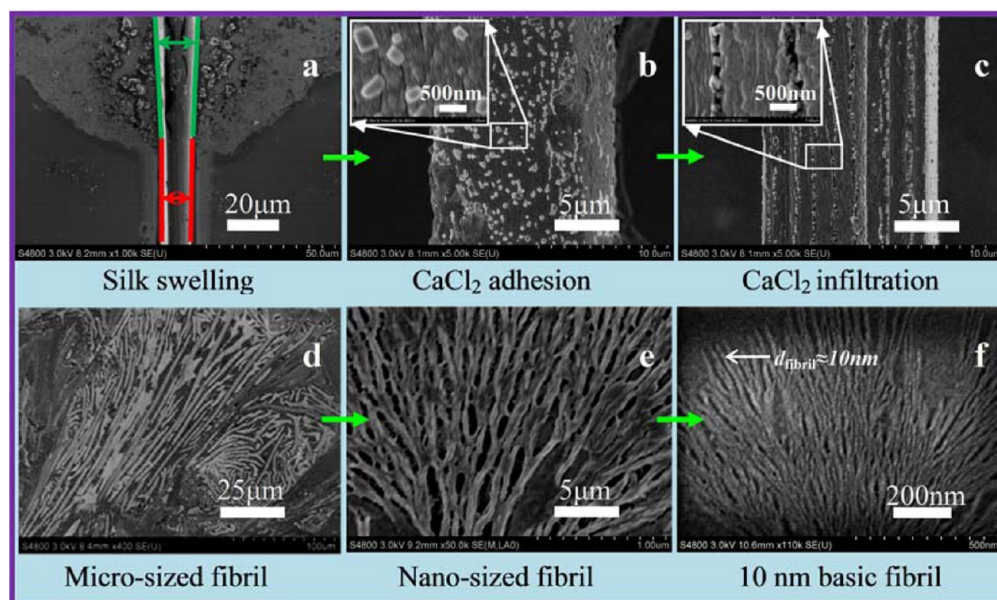 a
20μm
S4800 3.0kV 8.2mm x1.00k SE(U)
50.0um
500nm
b
5μm
S4800 3.0kV 8.1mm x5.00k SE(U)
10.0um
500nm
c
5μm
S4800 3.0kV 8.1mm x5.00k SE(U)
10.0um
Silk swelling
CaCl₂ adhesion
CaCl₂ infiltration
d
25μm
S4800 3.0kV 8.4mm x400 SE(U)
100um
e
5μm
S4800 3.0kV 9.2mm x50.0k SE(M,LA0)
1.00um
f
dfibril≈10nm
200nm
S4800 3.0kV 10.6mm x110k SE(U)
500nm
Micro-sized fibril
Nano-sized fibril
10 nm basic fibril